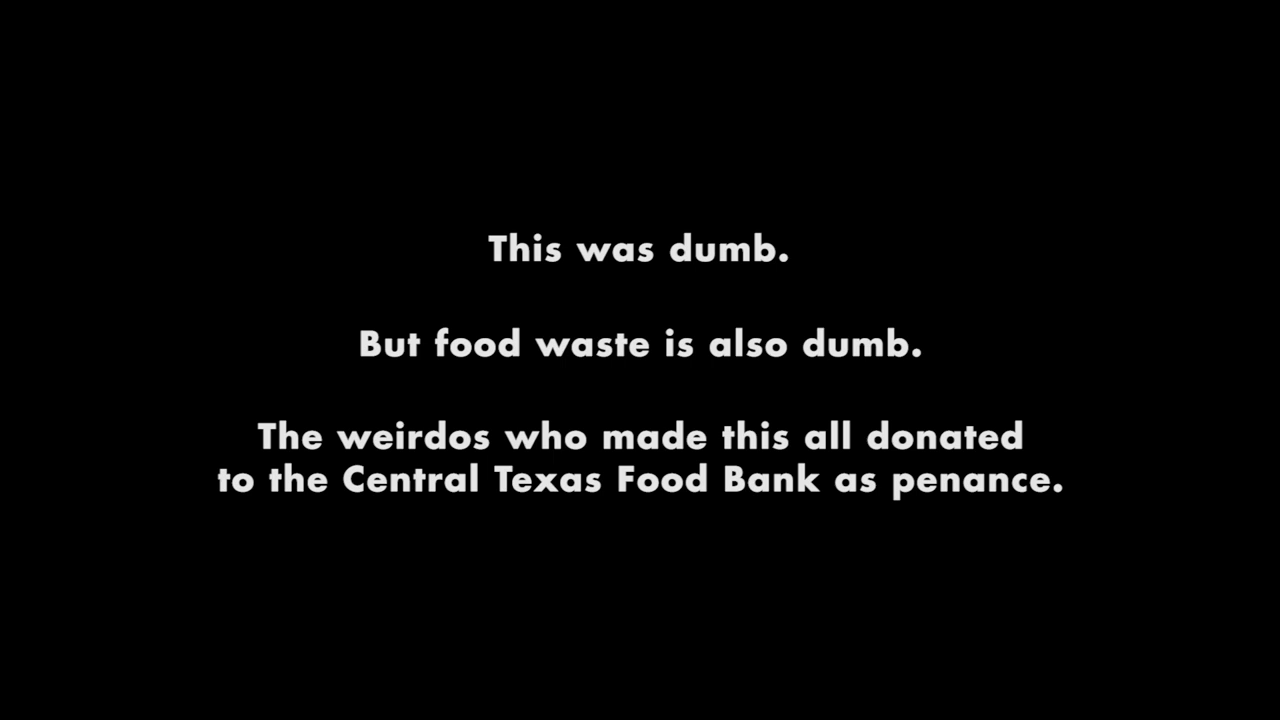 This was dumb.
But food waste is also dumb.
The weirdos who made this all donated
to the Central Texas Food Bank as penance.